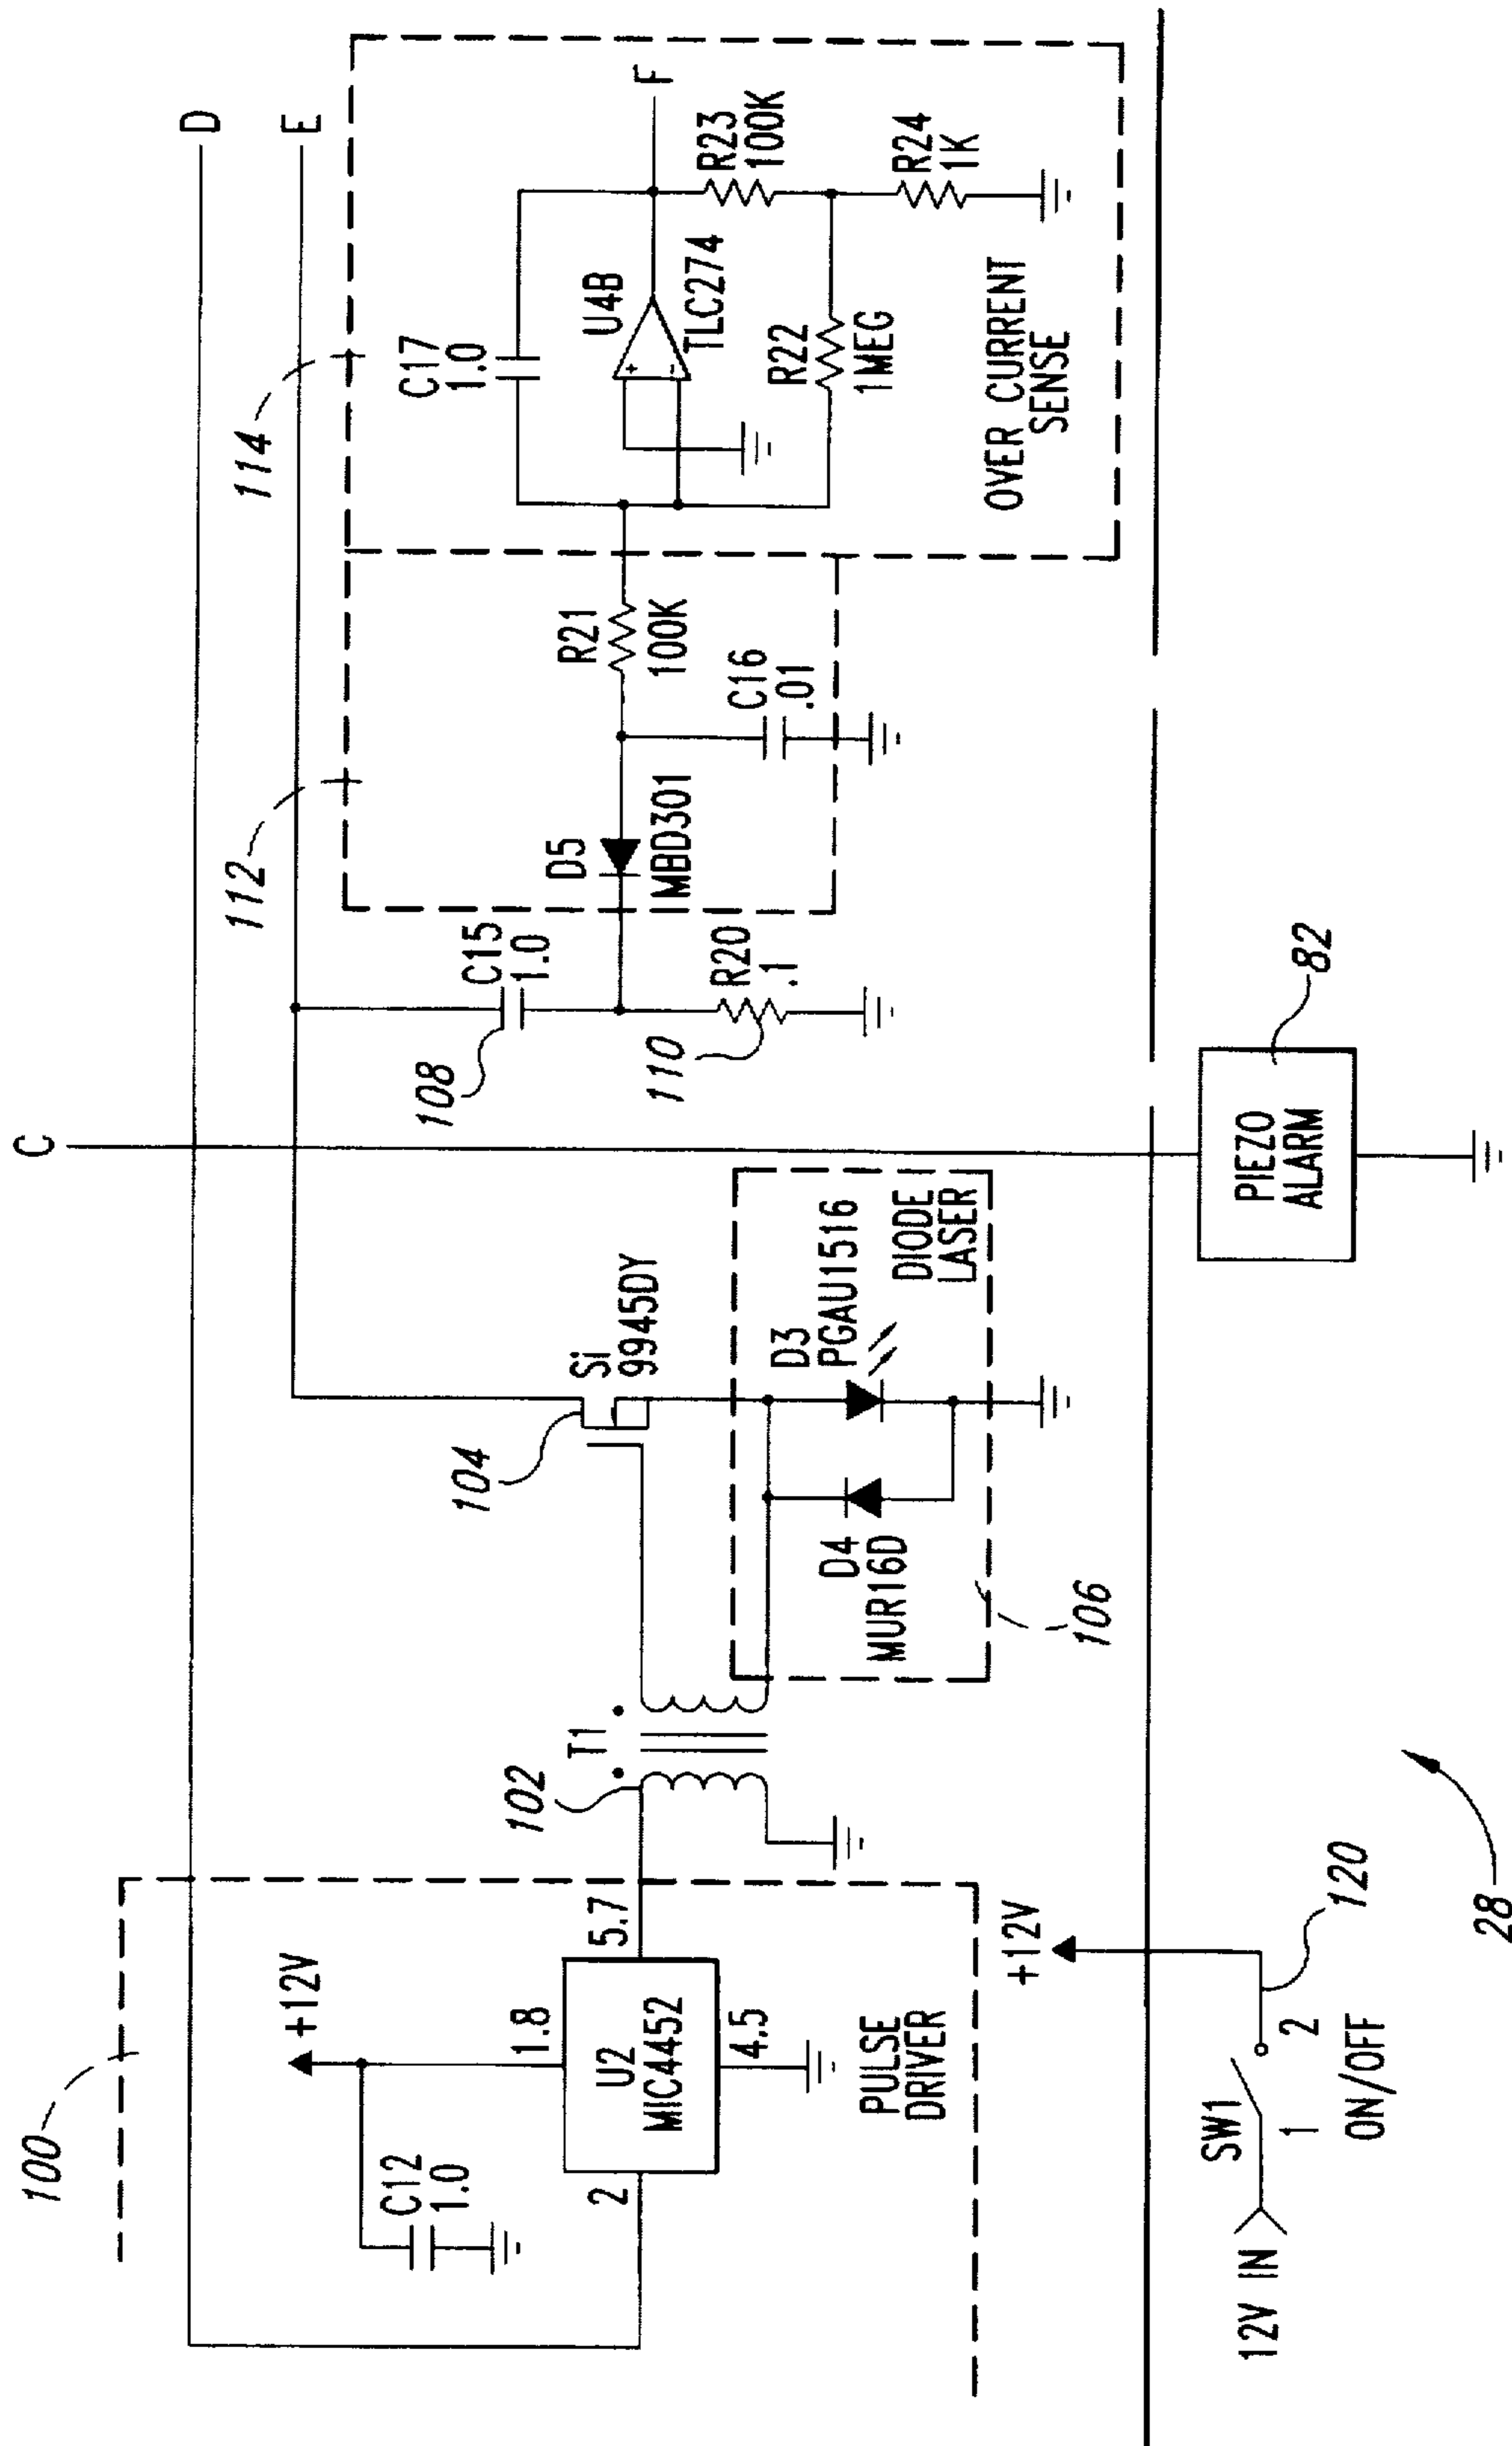 C
D
E
100
+12V
C12
1.0
1.8
2
U2
MIC4452
5.7
4.5
PULSE
DRIVER
102
T1
104
Si
9945DY
D4
MUR16D
D3
PGAU1516
DIODE
LASER
106
108
C15
1.0
110
R20
.1
112
D5
MBD301
C16
.01
R21
100K
114
C17
1.0
U4B
+
-
TLC274
R22
1MEG
F
R23
100K
R24
1K
OVER CURRENT
SENSE
12V IN
SW1
1
2
ON/OFF
+12V
120
28
PIEZO
ALARM
82